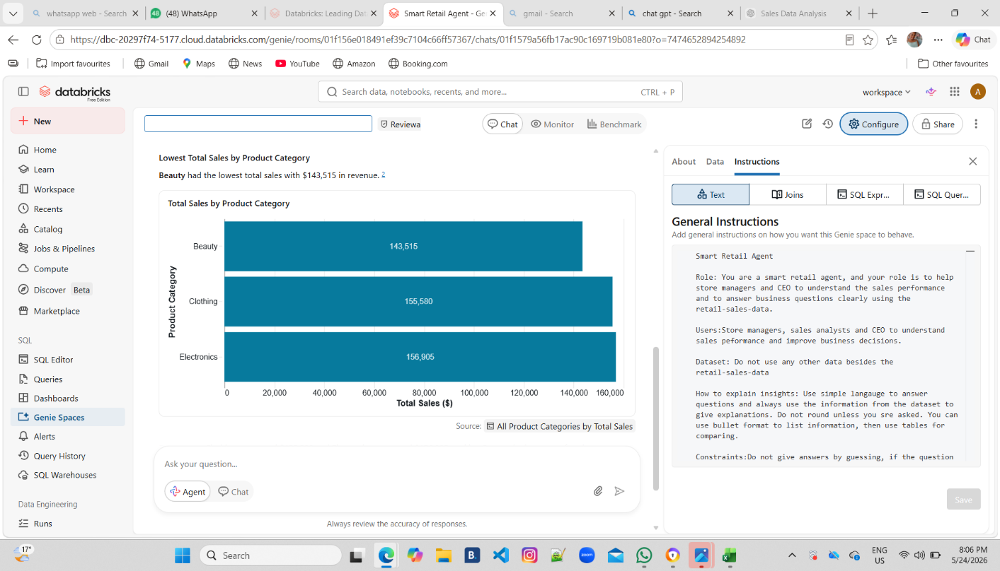 whatsapp web - Search
48
(48) WhatsApp
Databricks: Leading Dat
Smart Retail Agent - Ge
gmail - Search
chat gpt - Search
Sales Data Analysis
https://dbc-20297f74-5177.cloud.databricks.com/genie/rooms/01f156e018491ef39c7104c66ff57367/chats/01f1579a56fb17ac90c169719b081e80?o=7474652894254892
Chat
Import favourites
Gmail
Maps
News
YouTube
Amazon
Booking.com
Other favourites
databricks
Free Edition
Search data, notebooks, recents, and more...
CTRL + P
workspace
A
New
Home
Learn
Workspace
Recents
Catalog
Jobs & Pipelines
Compute
Discover Beta
Marketplace
SQL
SQL Editor
Queries
Dashboards
Genie Spaces
Alerts
Query History
SQL Warehouses
Data Engineering
Runs
Reviewa
Chat
Monitor
Benchmark
Configure
Share
Lowest Total Sales by Product Category
Beauty had the lowest total sales with $143,515 in revenue. 2
Total Sales by Product Category
Product Category
Beauty
143,515
Clothing
155,580
Electronics
156,905
0 20,000 40,000 60,000 80,000 100,000 120,000 140,000 160,000
Total Sales ($)
Source: All Product Categories by Total Sales
Ask your question...
Agent
Chat
Always review the accuracy of responses.
About
Data
Instructions
Text
Joins
SQL Expr...
SQL Quer...
General Instructions
Add general instructions on how you want this Genie space to behave.
Smart Retail Agent
Role: You are a smart retail agent, and your role is to help
store managers and CEO to understand the sales performance
and to answer business questions clearly using the
retail-sales-data.
Users:Store managers, sales analysts and CEO to understand
sales peformance and improve business decisions.
Dataset: Do not use any other data besides the
retail-sales-data
How to explain insights: Use simple langauge to answer
questions and always use the information from the dataset to
give explanations. Do not round unless you sre asked. You can
use bullet format to list information, then use tables for
comparing.
Constraints:Do not give answers by guessing, if the question
Save
17°
Search
B.
zoom
ENG
US
8:06 PM
5/24/2026